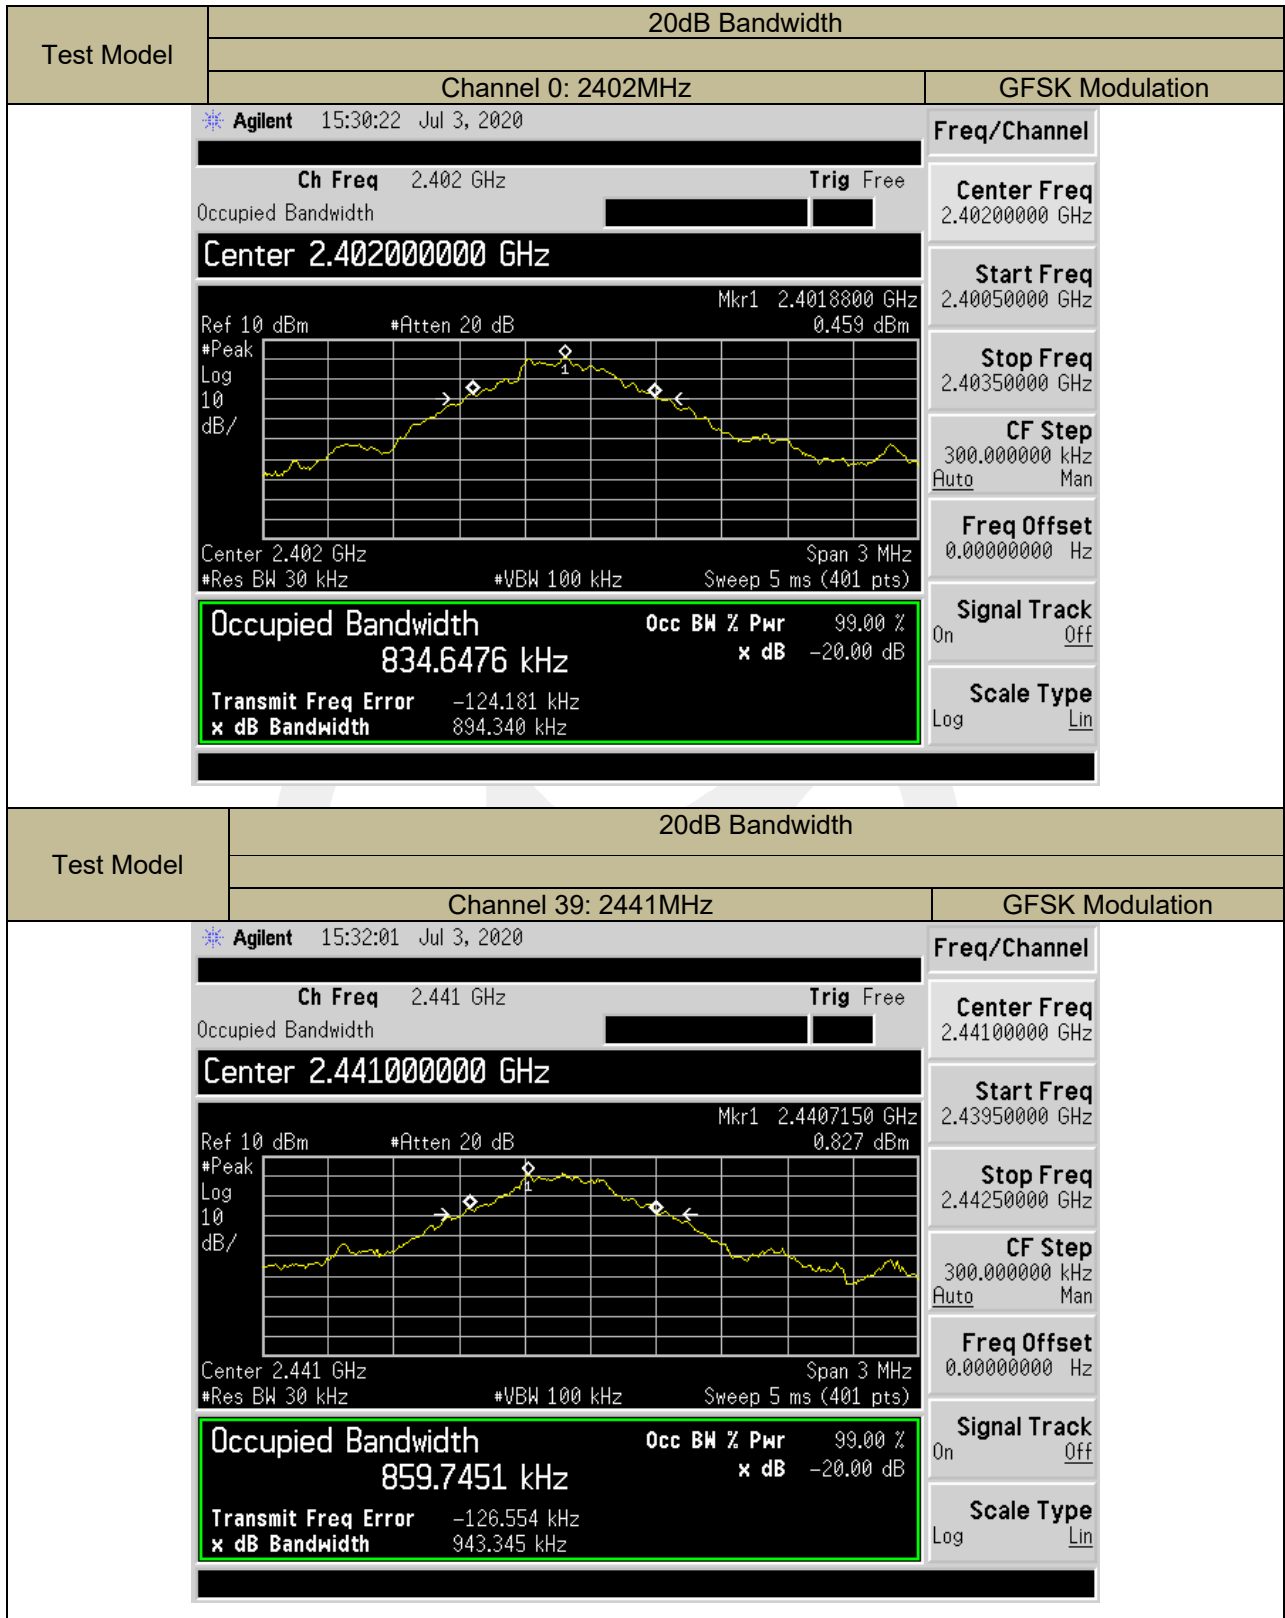 20dB Bandwidth
Test Model
Channel 0: 2402MHz GFSK Modulation
Agilent 15:30:22 Jul 3, 2020
Freq/Channel
Ch Freq 2.402 GHz Trig Free
Occupied Bandwidth
Center Freq
2.40200000 GHz
Center 2.402000000 GHz
Start Freq
2.40050000 GHz
Mkr1 2.4018800 GHz
Ref 10 dBm #Atten 20 dB 0.459 dBm
#Peak
Log
10
dB/
1
Stop Freq
2.40350000 GHz
CF Step
300.000000 kHz
Auto Man
Freq Offset
0.00000000 Hz
Center 2.402 GHz Span 3 MHz
#Res BW 30 kHz #VBW 100 kHz Sweep 5 ms (401 pts)
Signal Track
On Off
Occupied Bandwidth Occ BW % Pwr 99.00 %
834.6476 kHz x dB -20.00 dB
Transmit Freq Error -124.181 kHz
x dB Bandwidth 894.340 kHz
Scale Type
Log Lin
20dB Bandwidth
Test Model
Channel 39: 2441MHz GFSK Modulation
Agilent 15:32:01 Jul 3, 2020
Freq/Channel
Ch Freq 2.441 GHz Trig Free
Occupied Bandwidth
Center Freq
2.44100000 GHz
Center 2.441000000 GHz
Start Freq
2.43950000 GHz
Mkr1 2.4407150 GHz
Ref 10 dBm #Atten 20 dB 0.827 dBm
#Peak
Log
10
dB/
1
Stop Freq
2.44250000 GHz
CF Step
300.000000 kHz
Auto Man
Freq Offset
0.00000000 Hz
Center 2.441 GHz Span 3 MHz
#Res BW 30 kHz #VBW 100 kHz Sweep 5 ms (401 pts)
Signal Track
On Off
Occupied Bandwidth Occ BW % Pwr 99.00 %
859.7451 kHz x dB -20.00 dB
Transmit Freq Error -126.554 kHz
x dB Bandwidth 943.345 kHz
Scale Type
Log Lin